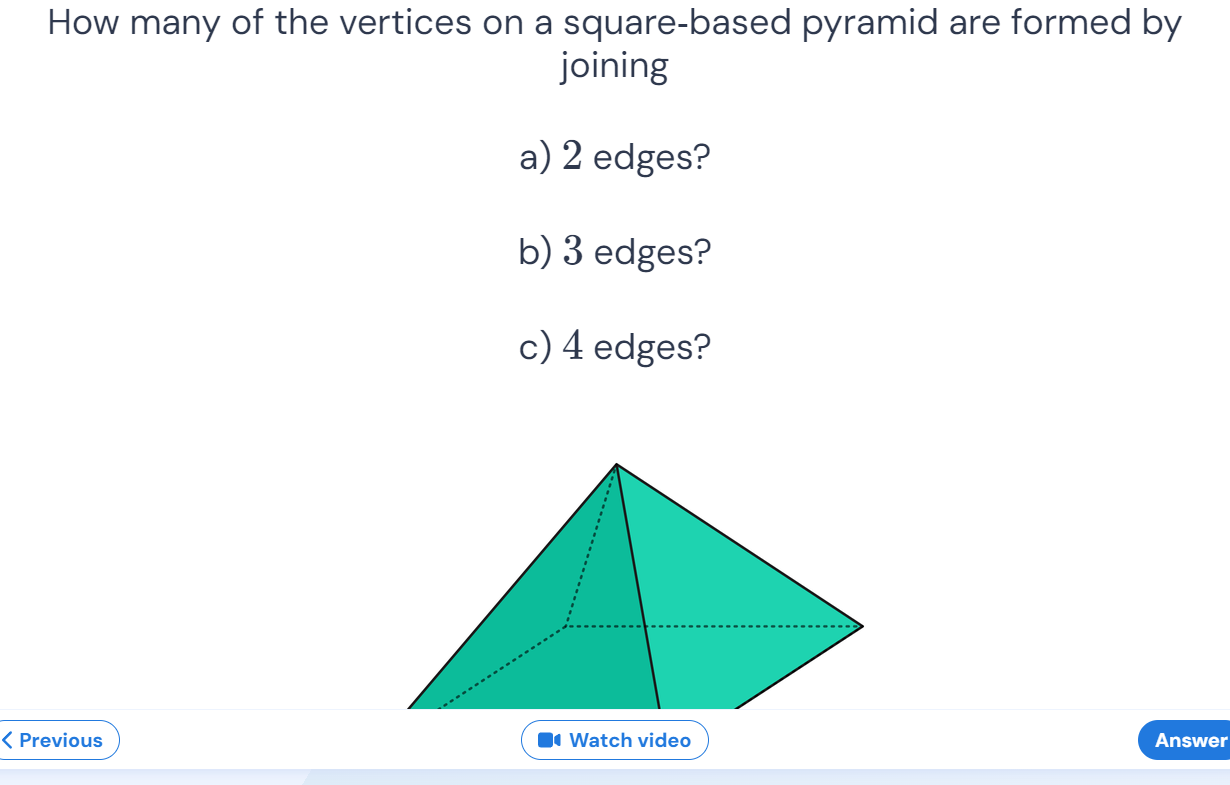 How many of the vertices on a square-based pyramid are formed by
joining
a) 2 edges?
b) 3 edges?
c) 4 edges?
Previous
Watch video
Answer